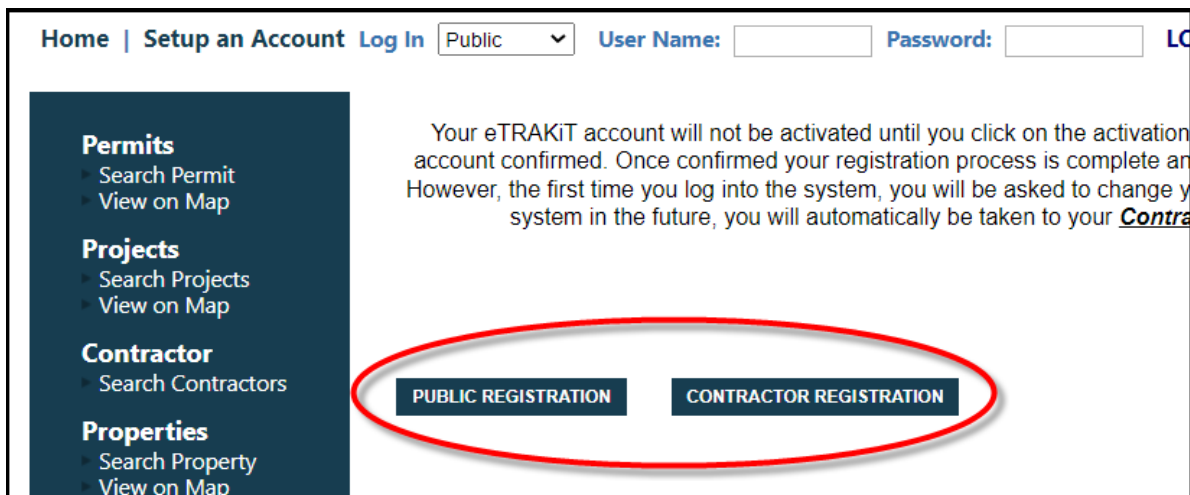 Home | Setup an Account Log In Public User Name: Password:
Permits
Search Permit
View on Map
Projects
Search Projects
View on Map
Contractor
Search Contractors
Properties
Search Property
View on Map
Your eTRAKiT account will not be activated until you click on the activation
account confirmed. Once confirmed your registration process is complete
However, the first time you log into the system, you will be asked to change
system in the future, you will automatically be taken to your
PUBLIC REGISTRATION CONTRACTOR REGISTRATION